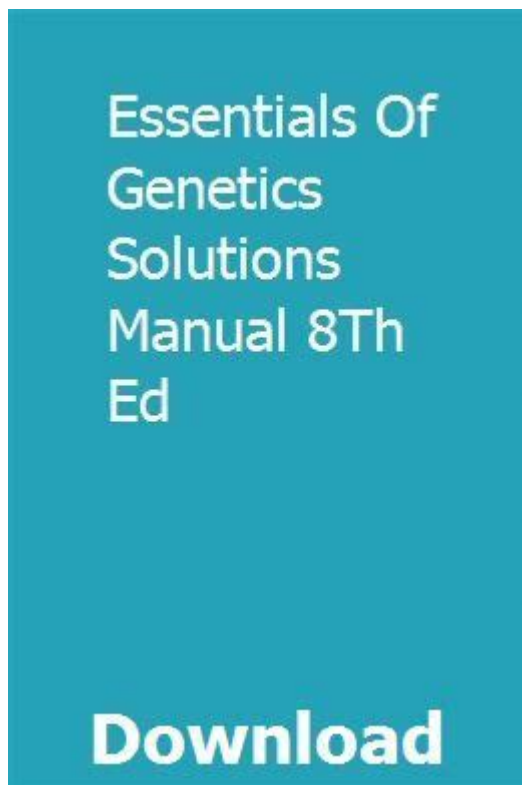 Essentials Of
Genetics
Solutions
Manual 8Th
Ed
Download